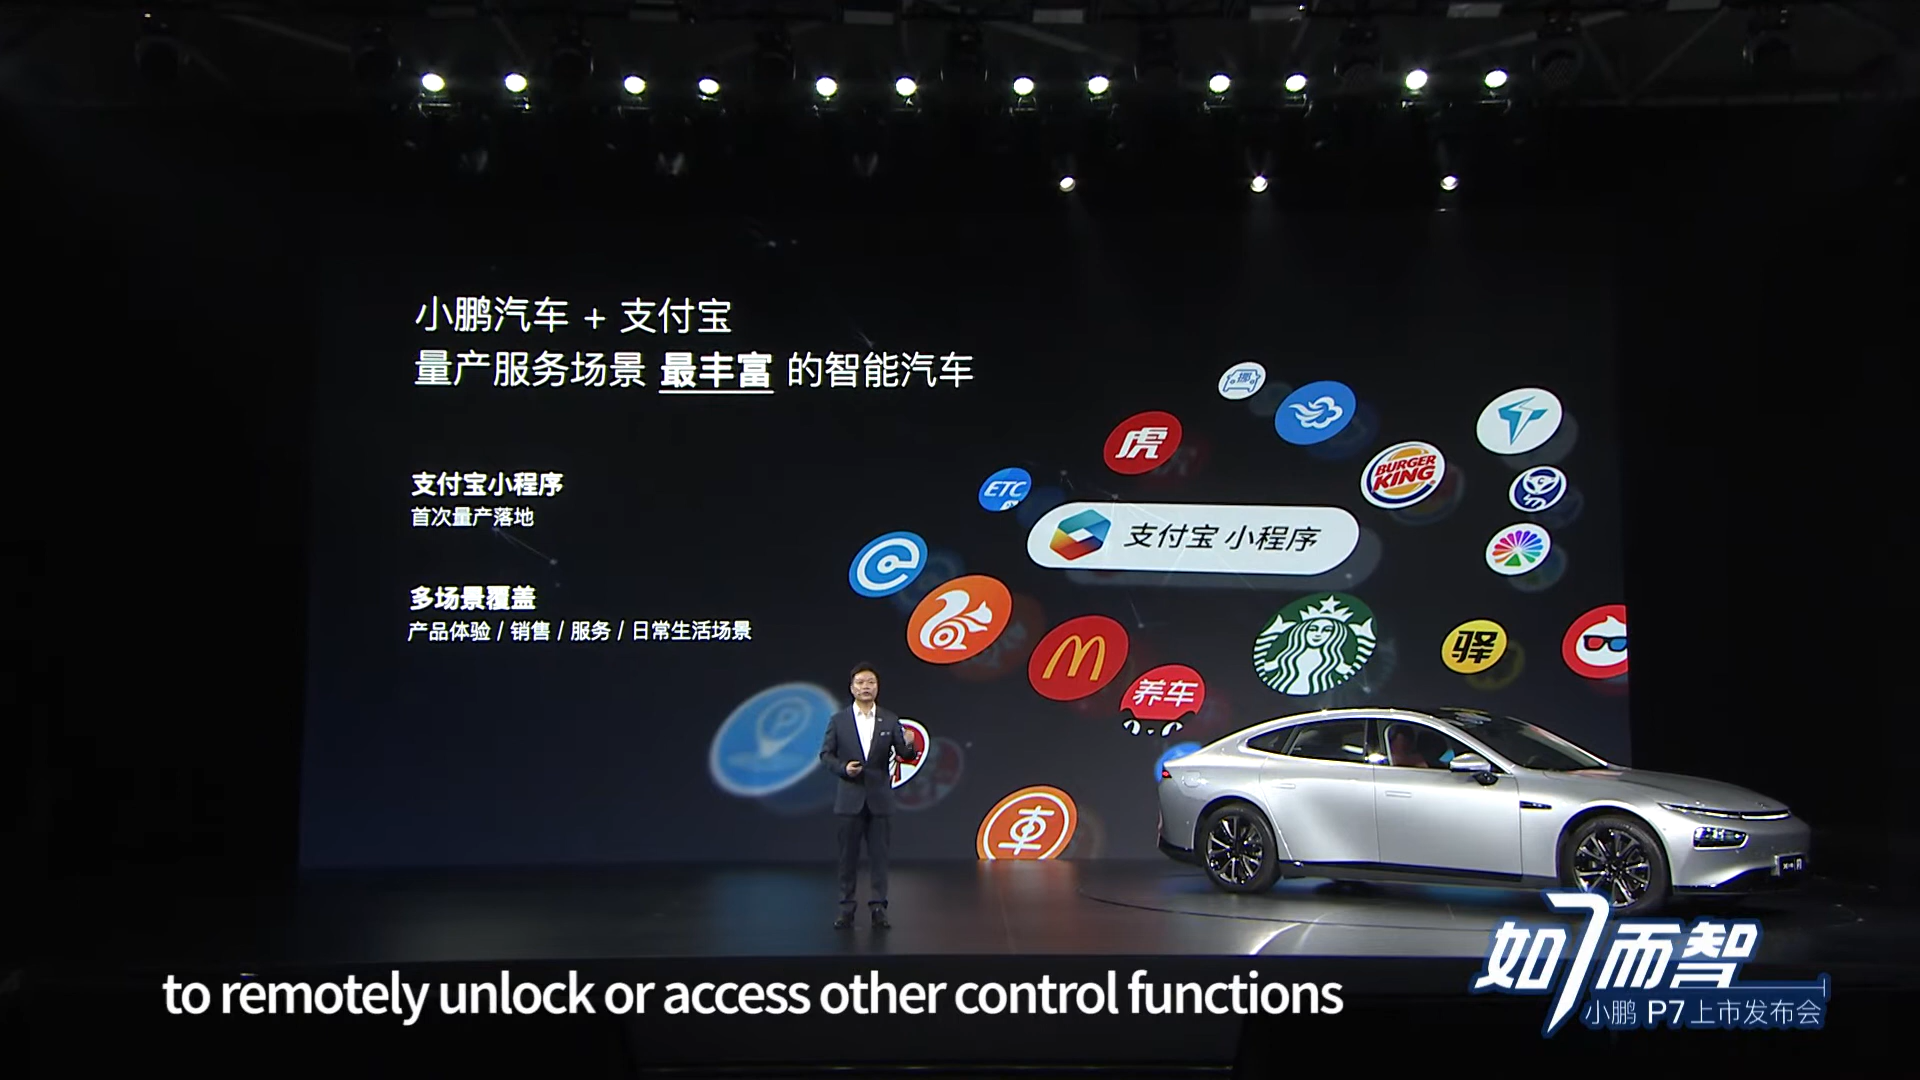 小鹏汽车 + 支付宝
量产服务场景 最丰富 的智能汽车
支付宝小程序
首次量产落地
多场景覆盖
产品体验 / 销售 / 服务 / 日常生活场景
挪
虎
BURGER
KING
ETC
支付宝 小程序
驿
养车
P
車
如7而智
小鹏 P7上市发布会
to remotely unlock or access other control functions